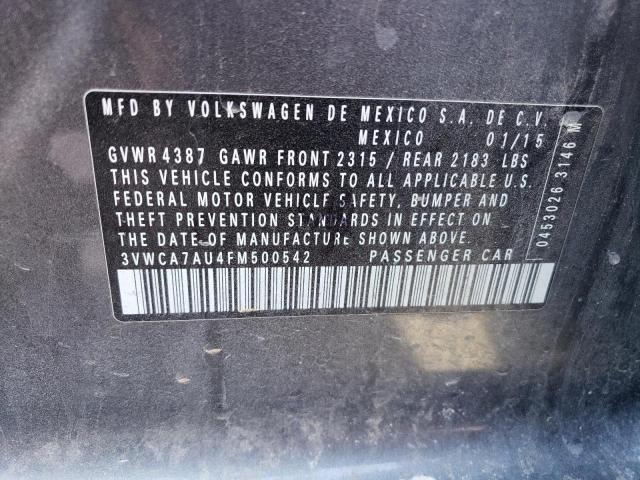 MFD BY VOLKSWAGEN DE MEXICO S.A. DE C.V.
MEXICO 01/15
GVWR 4387 GAWR FRONT 2315 / REAR 2183 LBS
THIS VEHICLE CONFORMS TO ALL APPLICABLE U.S.
FEDERAL MOTOR VEHICLE SAFETY, BUMPER AND
THEFT PREVENTION STANDARDS IN EFFECT ON
THE DATE OF MANUFACTURE SHOWN ABOVE.
3VWCA7AU4FM500542 PASSENGER CAR
0453026 3146 M